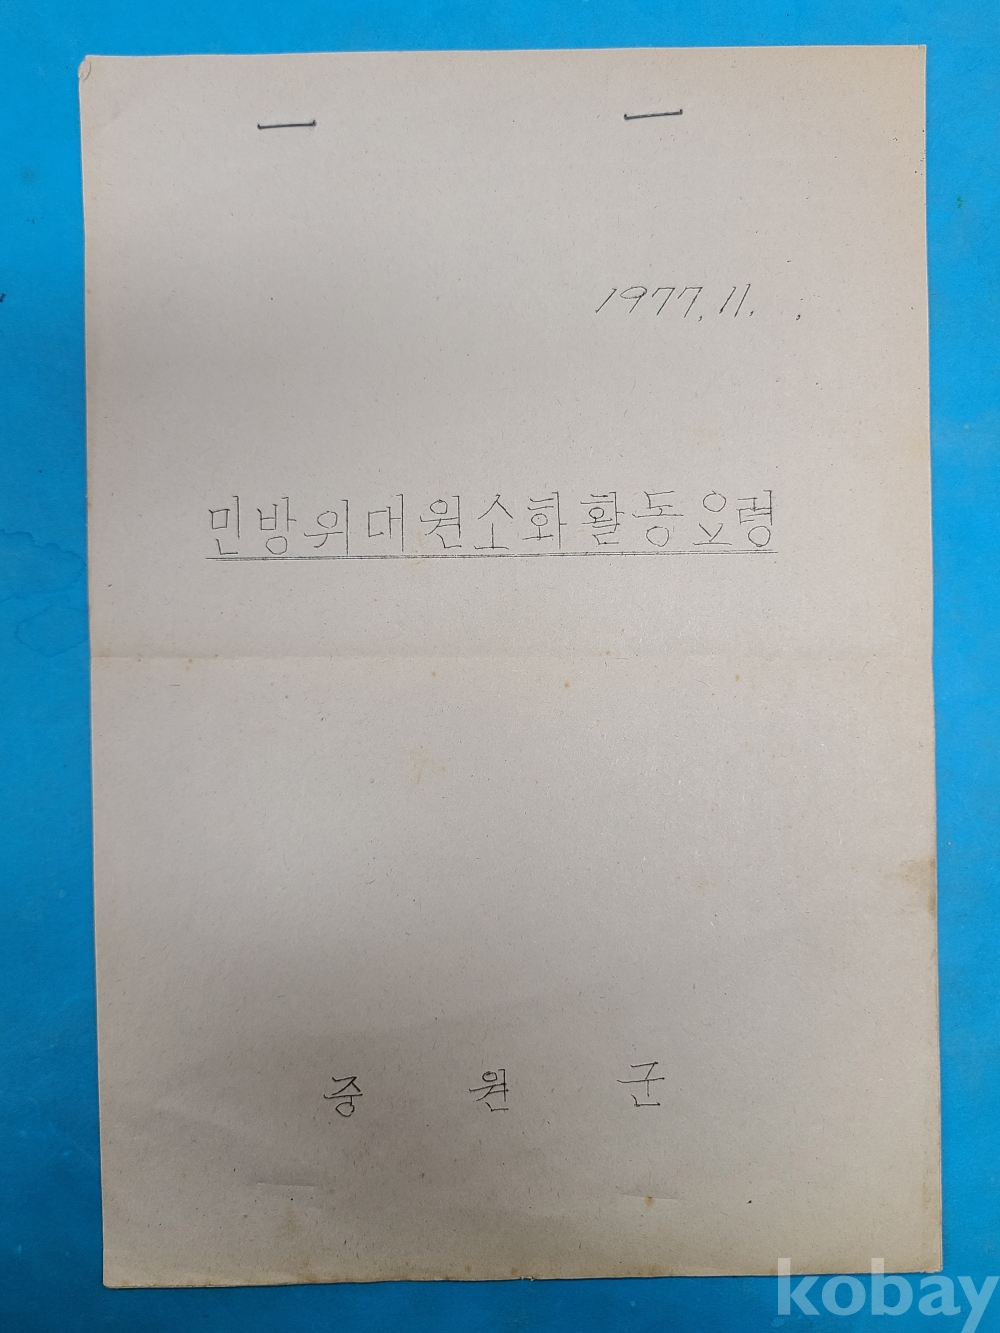 1977. 11.  .
민방위대원소화활동요령
중 원 군
kobay